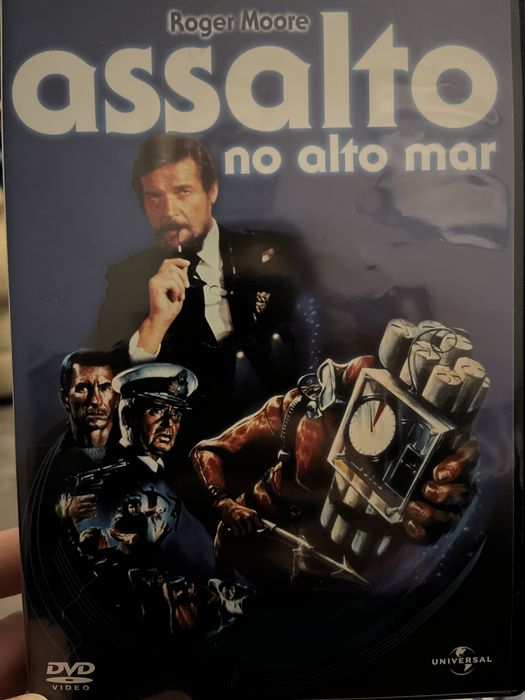 Roger Moore
assalto
no alto mar
DVD
VIDEO
UNIVERSAL